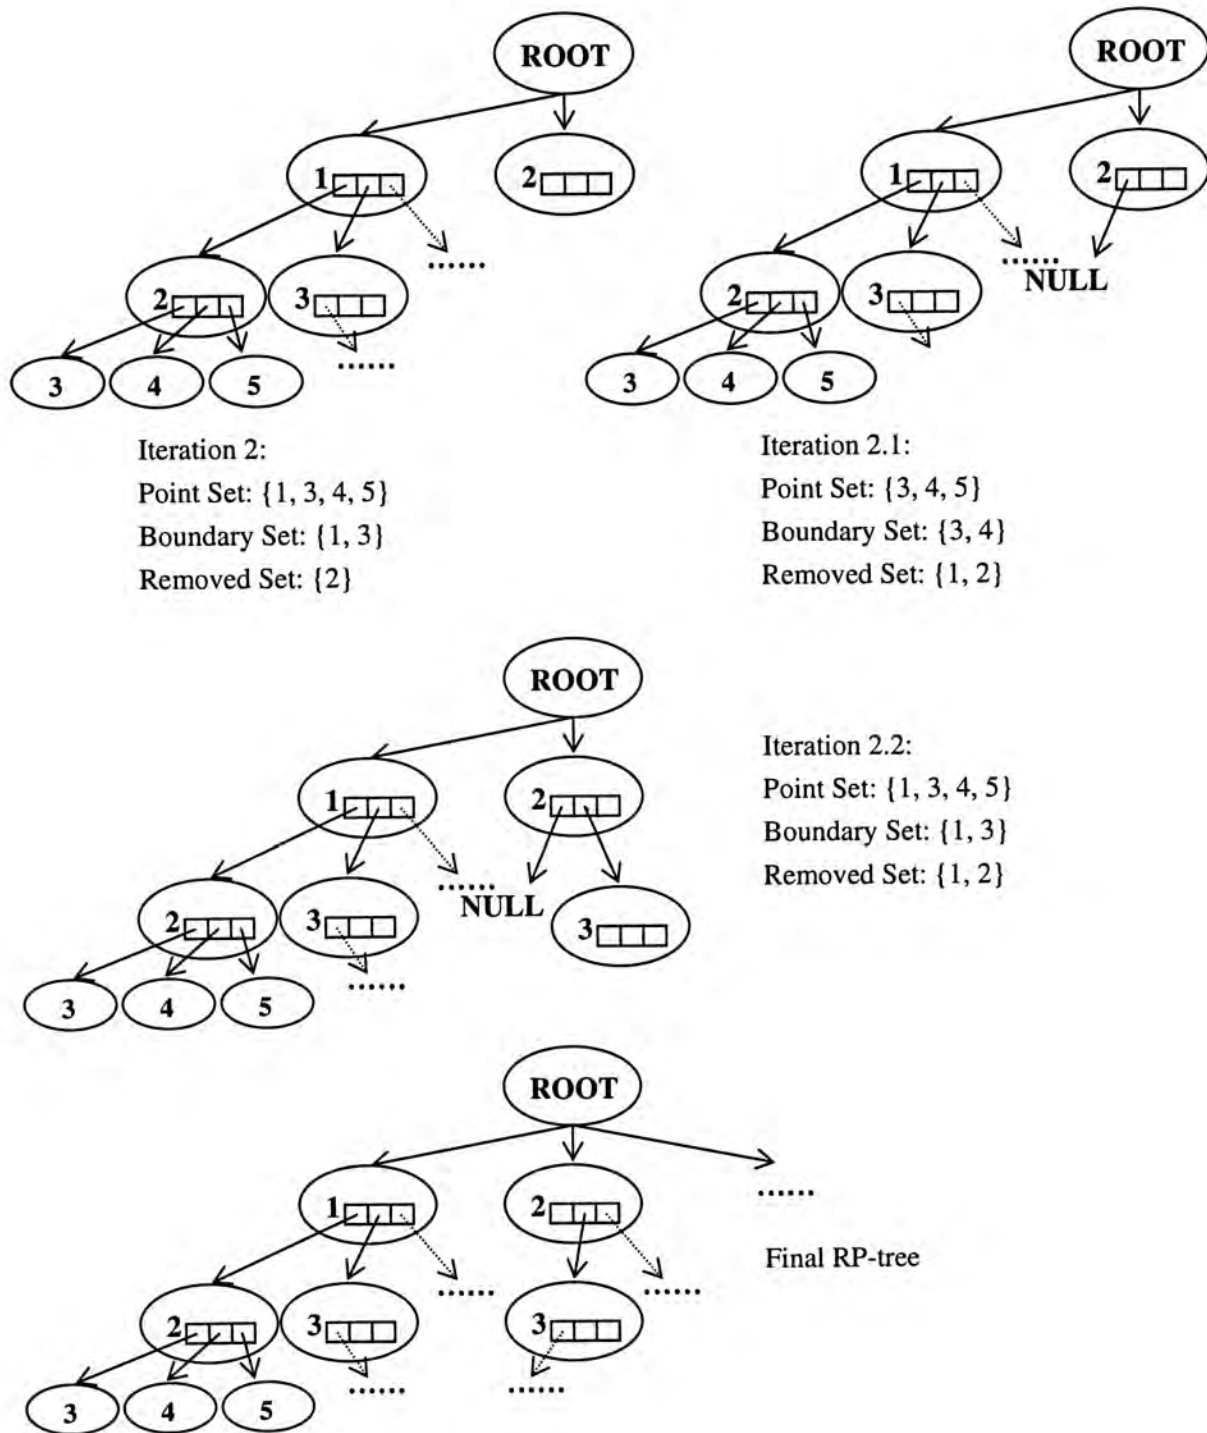 ROOT
1
2
2
3
......
3
4
5
......
Iteration 2:
Point Set: {1, 3, 4, 5}
Boundary Set: {1, 3}
Removed Set: {2}
ROOT
1
2
2
3
......
NULL
3
4
5
Iteration 2.1:
Point Set: {3, 4, 5}
Boundary Set: {3, 4}
Removed Set: {1, 2}
ROOT
1
2
......
NULL
2
3
3
......
3
4
5
Iteration 2.2:
Point Set: {1, 3, 4, 5}
Boundary Set: {1, 3}
Removed Set: {1, 2}
ROOT
1
2
......
......
......
2
3
3
......
......
3
4
5
Final RP-tree